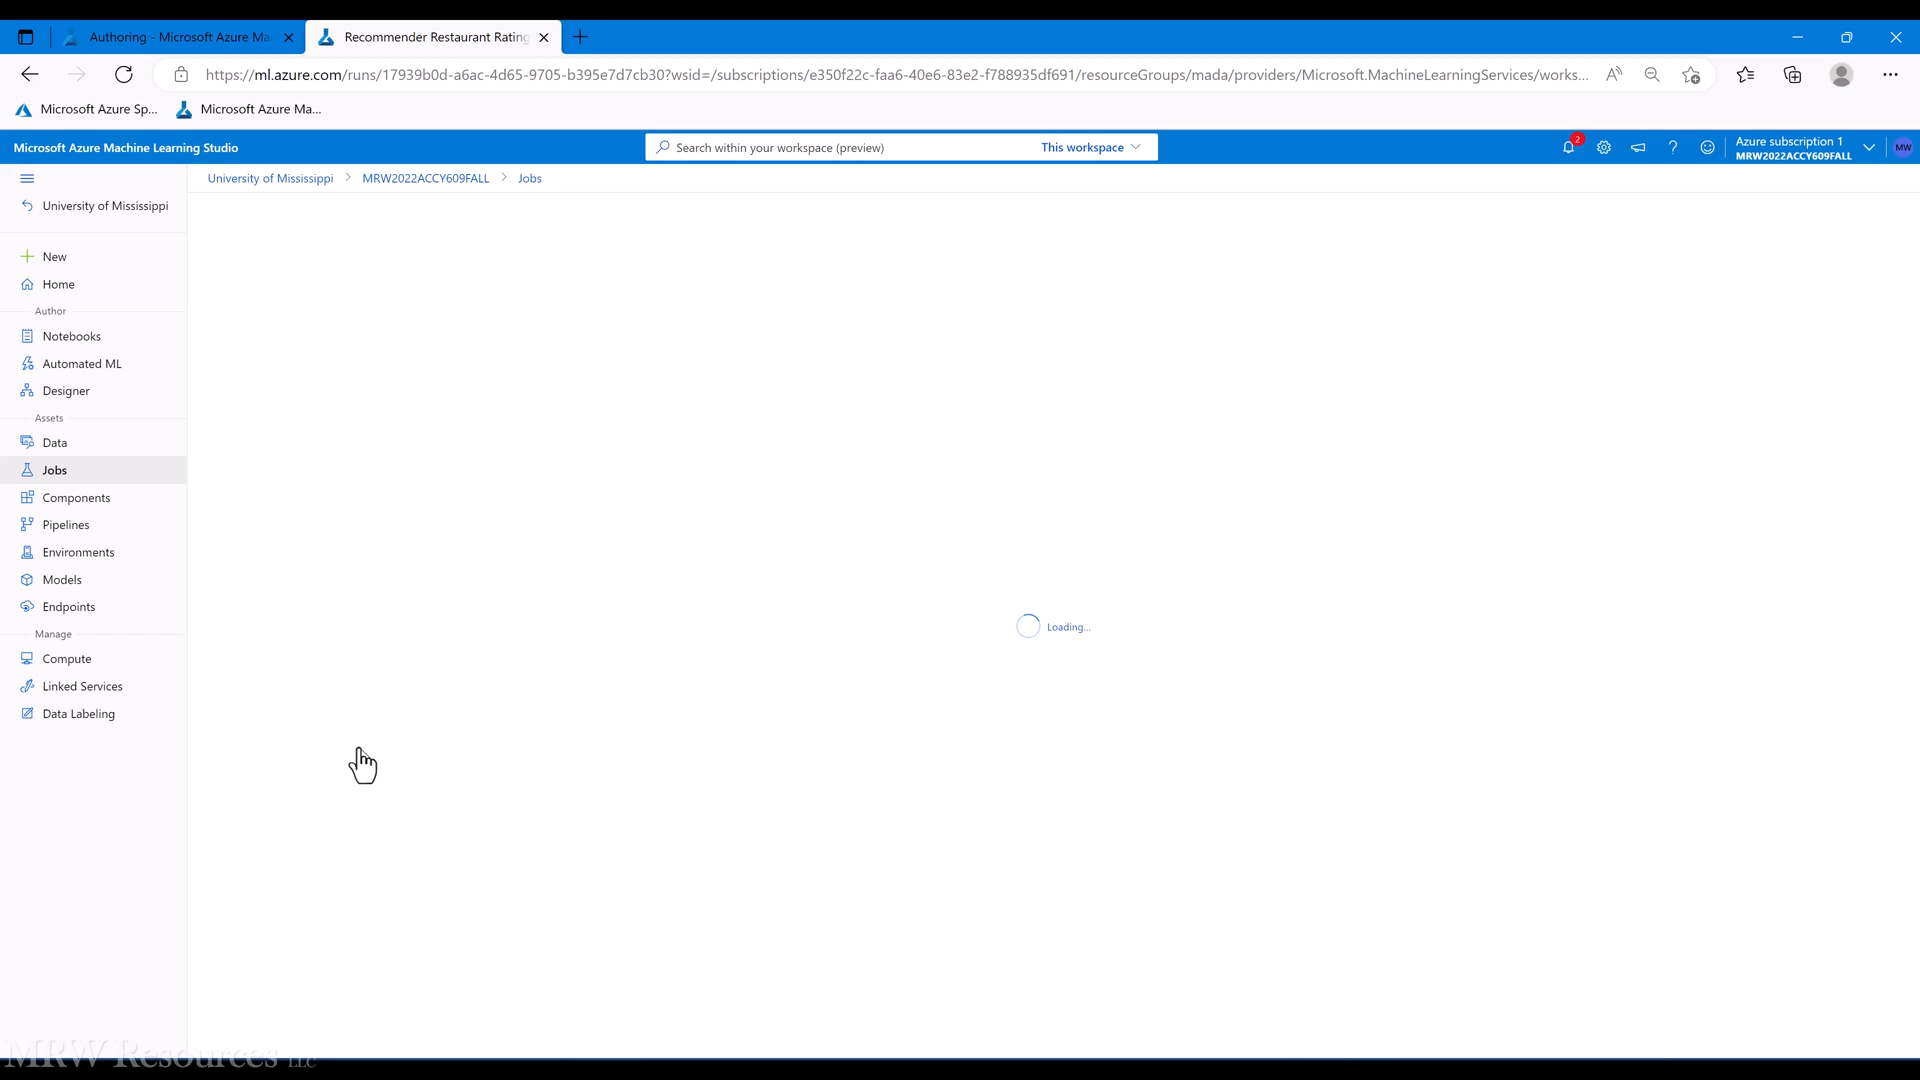 Authoring - Microsoft Azure Ma
Recommender Restaurant Rating
https://ml.azure.com/runs/17939b0d-a6ac-4d65-9705-b395e7d7cb30?wsid=/subscriptions/e350f22c-faa6-40e6-83e2-f788935df691/resourceGroups/mada/providers/Microsoft.MachineLearningServices/works...
Microsoft Azure Sp...
Microsoft Azure Ma...
Microsoft Azure Machine Learning Studio
Search within your workspace (preview)
This workspace
2
Azure subscription 1
MRW2022ACCY609FALL
MW
University of Mississippi > MRW2022ACCY609FALL > Jobs
University of Mississippi
New
Home
Author
Notebooks
Automated ML
Designer
Assets
Data
Jobs
Components
Pipelines
Environments
Models
Endpoints
Manage
Compute
Linked Services
Data Labeling
Loading...
MRW Resources LLC